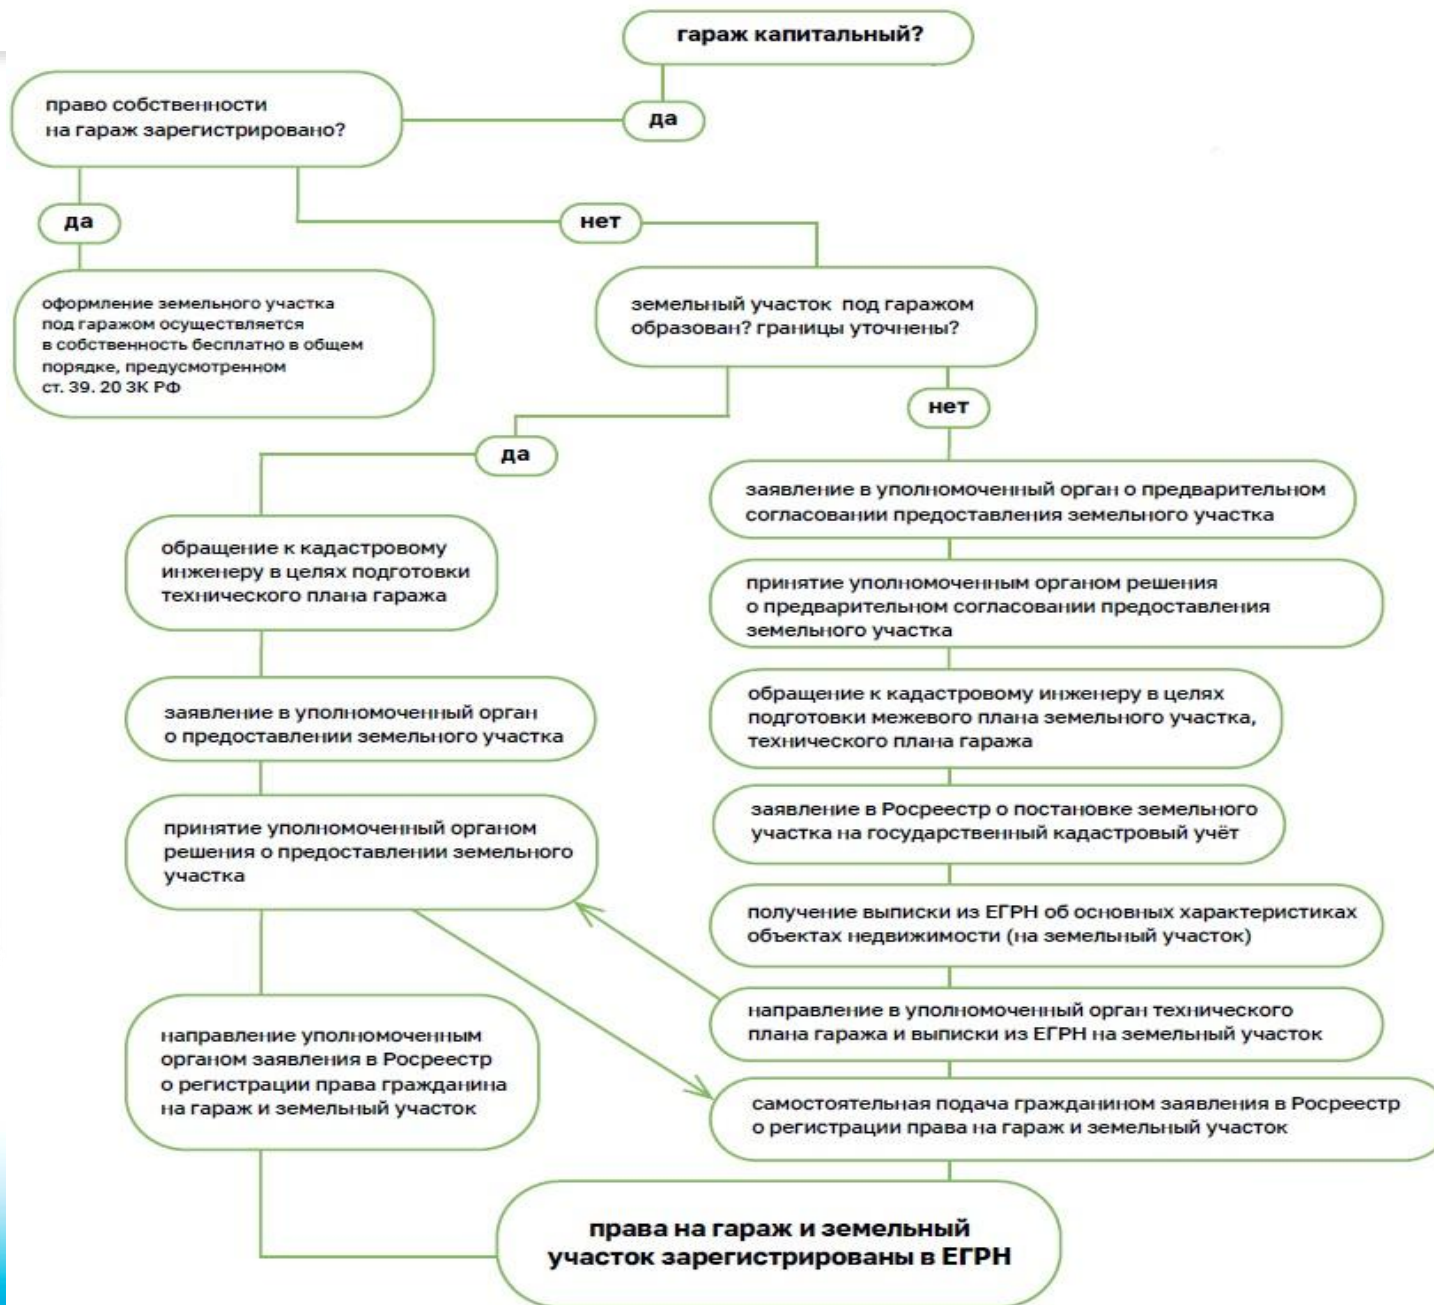 гараж капитальный?
да
право собственности
на гараж зарегистрировано?
да
нет
оформление земельного участка
под гаражом осуществляется
в собственность бесплатно в общем
порядке, предусмотренном
ст. 39. 20 ЗК РФ
земельный участок под гаражом
образован? границы уточнены?
да
нет
обращение к кадастровому
инженеру в целях подготовки
технического плана гаража
заявление в уполномоченный орган
о предоставлении земельного участка
принятие уполномоченный органом
решения о предоставлении земельного
участка
направление уполномоченным
органом заявления в Росреестр
о регистрации права гражданина
на гараж и земельный участок
заявление в уполномоченный орган о предварительном
согласовании предоставления земельного участка
принятие уполномоченным органом решения
о предварительном согласовании предоставления
земельного участка
обращение к кадастровому инженеру в целях
подготовки межевого плана земельного участка,
технического плана гаража
заявление в Росреестр о постановке земельного
участка на государственный кадастровый учёт
получение выписки из ЕГРН об основных характеристиках
объектах недвижимости (на земельный участок)
направление в уполномоченный орган технического
плана гаража и выписки из ЕГРН на земельный участок
самостоятельная подача гражданином заявления в Росреестр
о регистрации права на гараж и земельный участок
права на гараж и земельный
участок зарегистрированы в ЕГРН